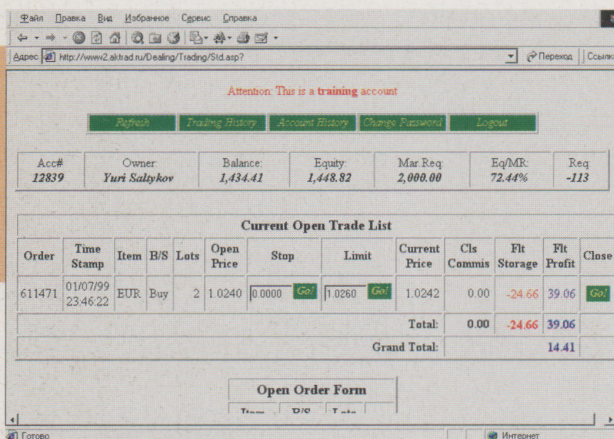 Файл Правка Вид Избранное Сервис Справка
Адрес http://www2.aktrad.ru/Dealing/Trading/Std.asp? Переход Ссылки
Attention: This is a training account
Refresh Trading History Account History Change Password Logout
Acc# Owner: Balance: Equity: Mar.Req: Eq/MR: Req
12839 Yuri Saltykov 1,434.41 1,448.82 2,000.00 72.44% -113
Current Open Trade List
Order Time Stamp Item B/S Lots Open Price Stop Limit Current Price Cls Commis Flt Storage Flt Profit Close
611471 01/07/99 23:46:22 EUR Buy 2 1.0240 0.0000 Go! 1.0260 Go! 1.0242 0.00 -24.66 39.06 Go!
Total: 0.00 -24.66 39.06
Grand Total: 14.41
Open Order Form
Item B/S Lots
Готово Интернет